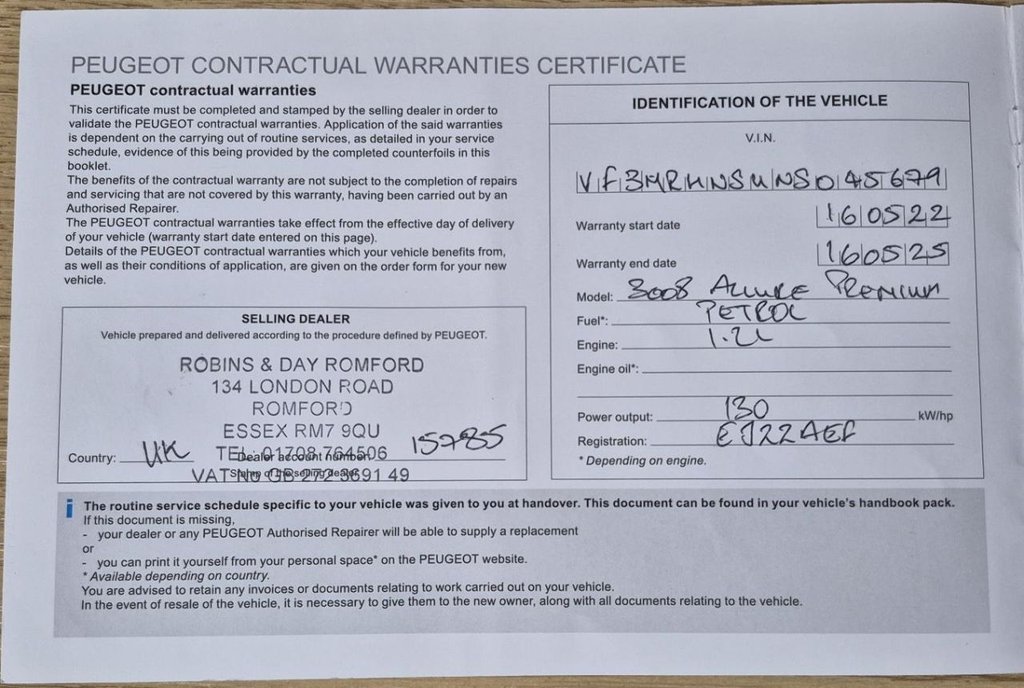 PEUGEOT CONTRACTUAL WARRANTIES CERTIFICATE
PEUGEOT contractual warranties
This certificate must be completed and stamped by the selling dealer in order to
validate the PEUGEOT contractual warranties. Application of the said warranties
is dependent on the carrying out of routine services, as detailed in your service
schedule, evidence of this being provided by the completed counterfoils in this
booklet.
The benefits of the contractual warranty are not subject to the completion of repairs
and servicing that are not covered by this warranty, having been carried out by an
Authorised Repairer.
The PEUGEOT contractual warranties take effect from the effective day of delivery
of your vehicle (warranty start date entered on this page).
Details of the PEUGEOT contractual warranties which your vehicle benefits from,
as well as their conditions of application, are given on the order form for your new
vehicle.
SELLING DEALER
Vehicle prepared and delivered according to the procedure defined by PEUGEOT.
ROBINS & DAY ROMFORD
134 LONDON ROAD
ROMFORD
ESSEX RM7 9QU
TEL: 01708 764506
VAT NO GB 272 3691 49
Country: UK
Dealer account number: 15785
Stamp of the selling dealer
IDENTIFICATION OF THE VEHICLE
V.I.N.
VF3MRHNSUNS045679
Warranty start date 160522
Warranty end date 160525
Model: 3008 ALLURE PREMIUM
Fuel*: PETROL
Engine: 1.2L
Engine oil*:
Power output: 130 kW/hp
Registration: EJ22AEF
* Depending on engine.
i The routine service schedule specific to your vehicle was given to you at handover. This document can be found in your vehicle's handbook pack.
If this document is missing,
- your dealer or any PEUGEOT Authorised Repairer will be able to supply a replacement
or
- you can print it yourself from your personal space* on the PEUGEOT website.
* Available depending on country.
You are advised to retain any invoices or documents relating to work carried out on your vehicle.
In the event of resale of the vehicle, it is necessary to give them to the new owner, along with all documents relating to the vehicle.